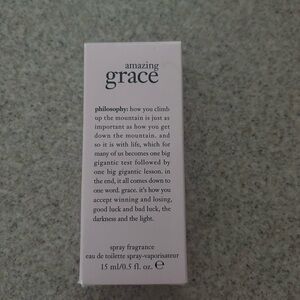 amazing
grace
philosophy: how you climb
up the mountain is just as
important as how you get
down the mountain. and
so it is with life, which for
many of us becomes one big
gigantic test followed by
one big gigantic lesson. in
the end, it all comes down to
one word. grace. it's how you
accept winning and losing,
good luck and bad luck, the
darkness and the light.
spray fragrance
eau de toilette spray-vaporisateur
15 ml/0.5 fl. oz. ℮